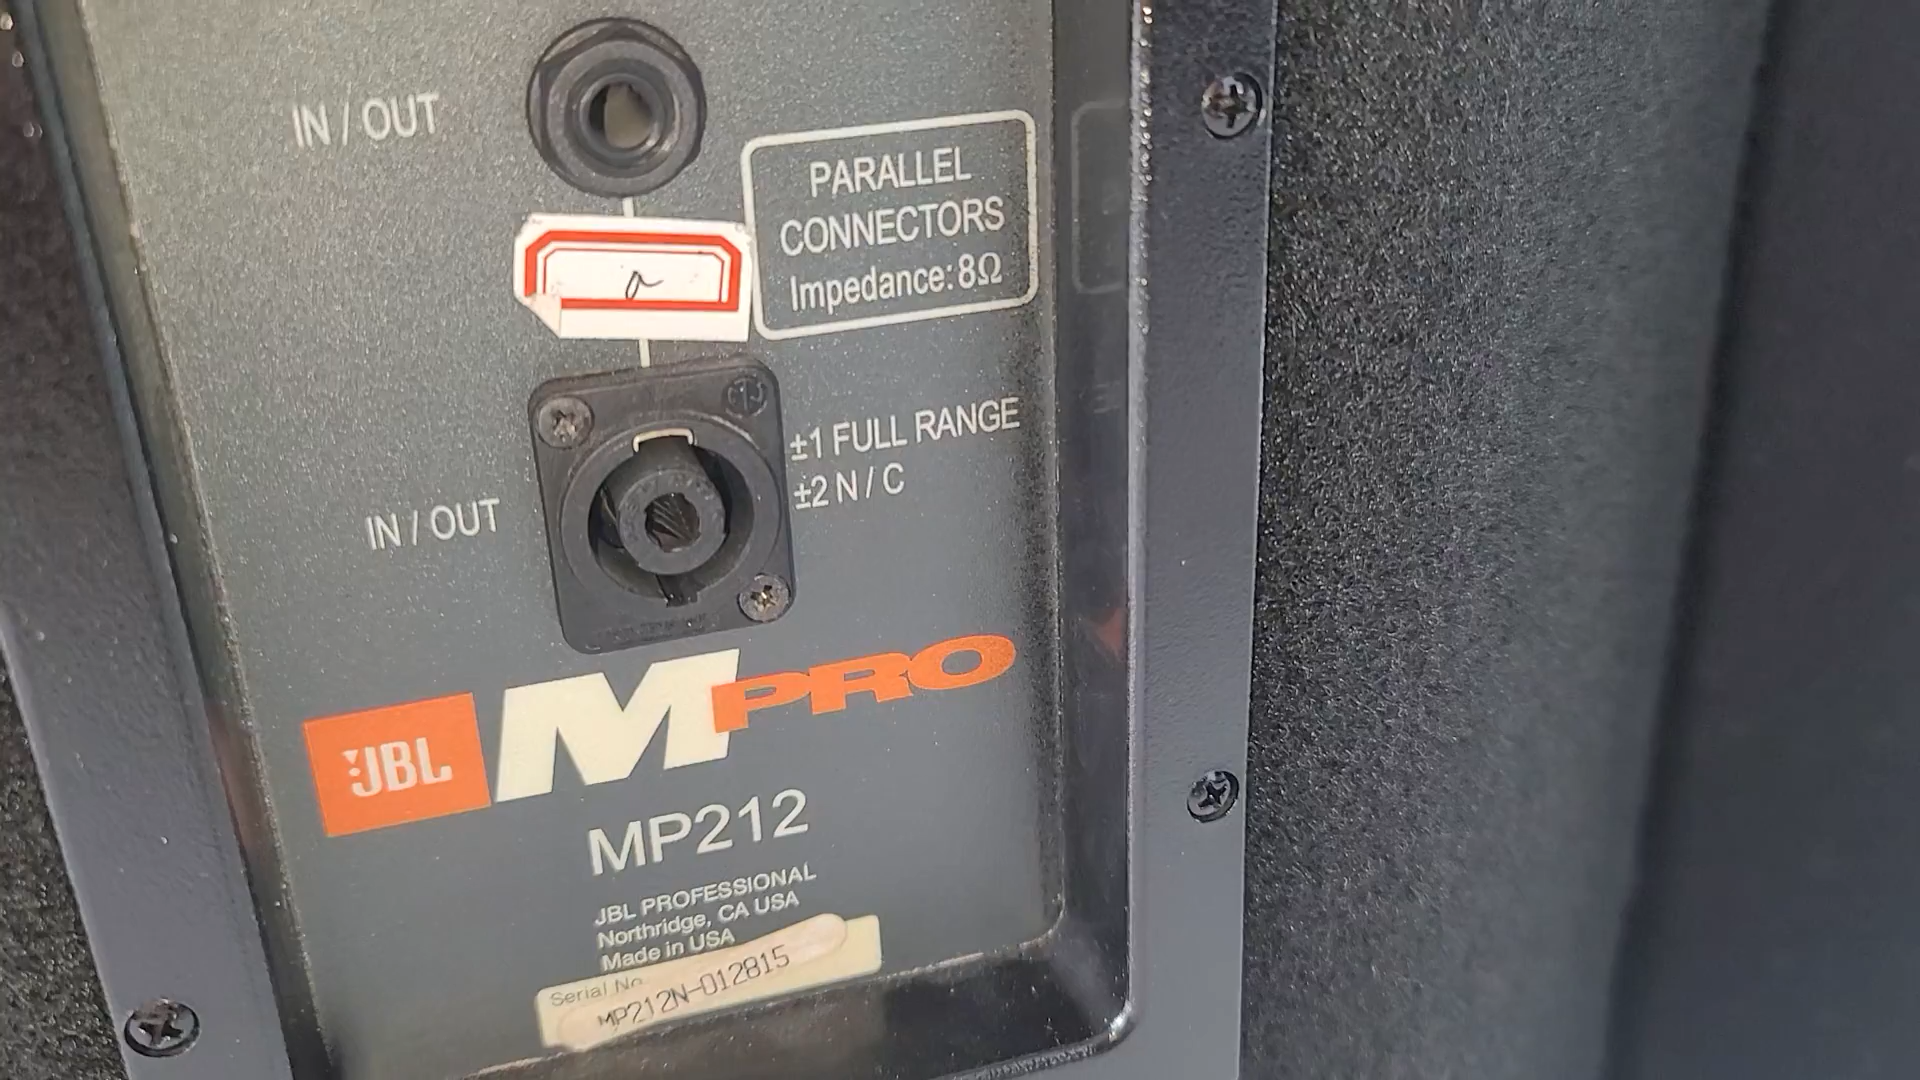 IN / OUT
PARALLEL
CONNECTORS
Impedance: 8Ω
a
±1 FULL RANGE
±2 N / C
IN / OUT
JBL MPRO
MP212
JBL PROFESSIONAL
Northridge, CA USA
Made in USA
Serial No.
MP212N-012815